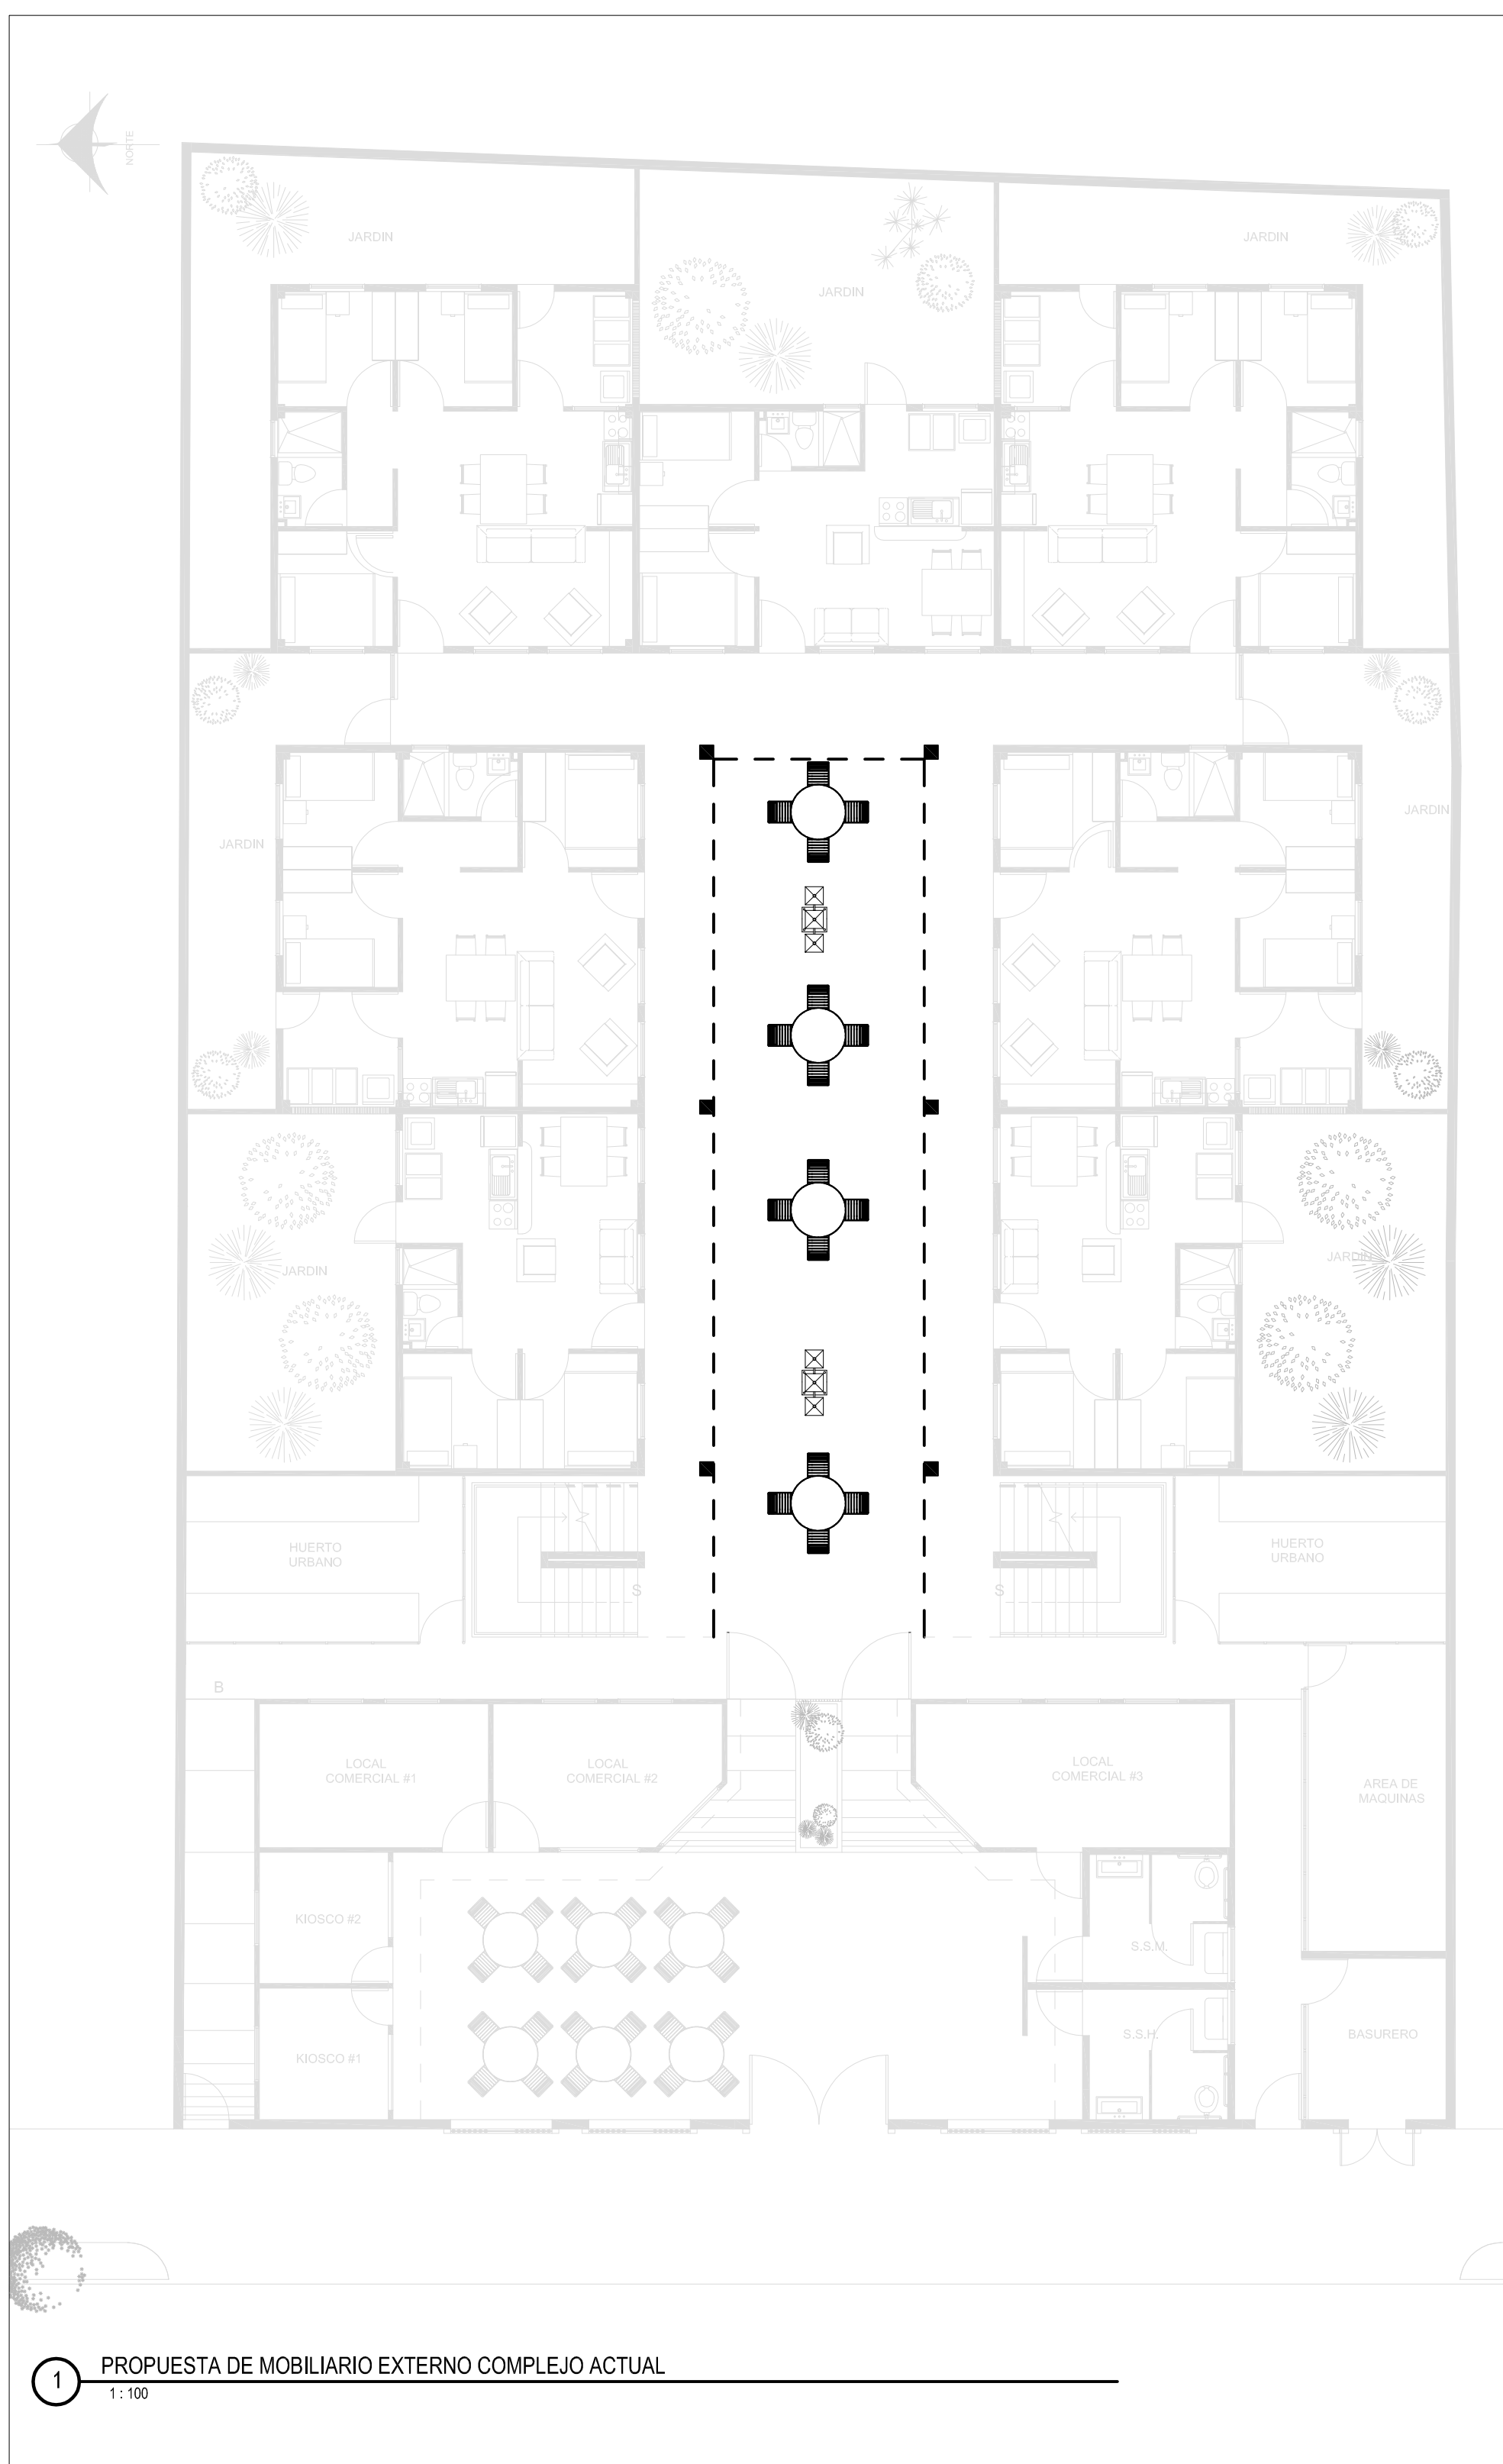 NORTE
JARDIN
JARDIN
JARDIN
JARDIN
JARDIN
JARDIN
JARDIN
HUERTO
URBANO
HUERTO
URBANO
S
S
B
LOCAL
COMERCIAL #1
LOCAL
COMERCIAL #2
LOCAL
COMERCIAL #3
AREA DE
MAQUINAS
KIOSCO #2
S.S.M.
KIOSCO #1
S.S.H.
BASURERO
1
PROPUESTA DE MOBILIARIO EXTERNO COMPLEJO ACTUAL
1 : 100